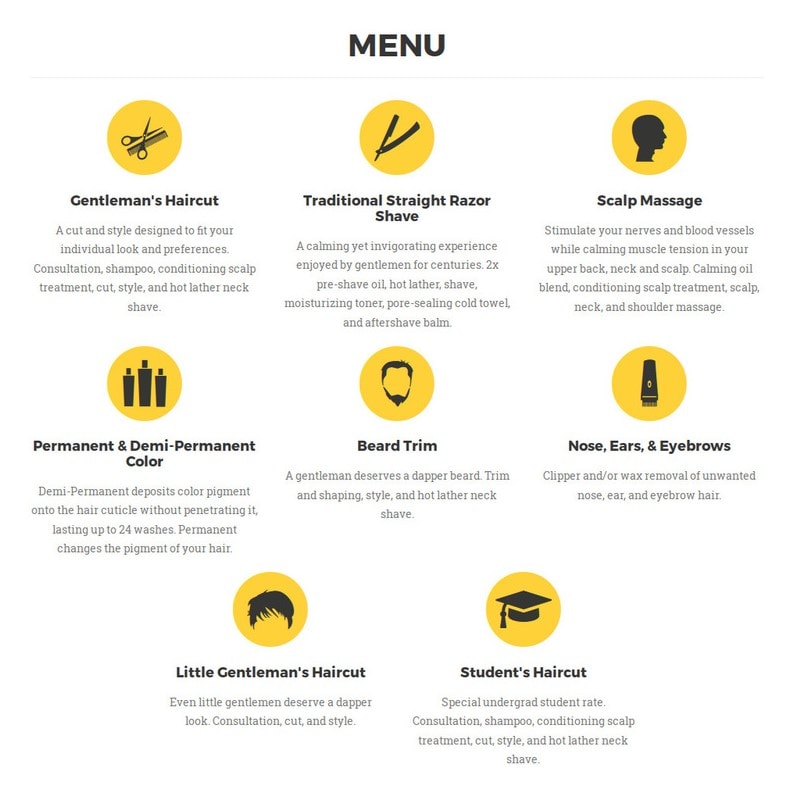 MENU
Gentleman's Haircut
A cut and style designed to fit your
individual look and preferences.
Consultation, shampoo, conditioning scalp
treatment, cut, style, and hot lather neck
shave.
Traditional Straight Razor
Shave
A calming yet invigorating experience
enjoyed by gentlemen for centuries. 2x
pre-shave oil, hot lather, shave,
moisturizing toner, pore-sealing cold towel,
and aftershave balm.
Scalp Massage
Stimulate your nerves and blood vessels
while calming muscle tension in your
upper back, neck and scalp. Calming oil
blend, conditioning scalp treatment, scalp,
neck, and shoulder massage.
Permanent & Demi-Permanent
Color
Demi-Permanent deposits color pigment
onto the hair cuticle without penetrating it,
lasting up to 24 washes. Permanent
changes the pigment of your hair.
Beard Trim
A gentleman deserves a dapper beard. Trim
and shaping, style, and hot lather neck
shave.
Nose, Ears, & Eyebrows
Clipper and/or wax removal of unwanted
nose, ear, and eyebrow hair.
Little Gentleman's Haircut
Even little gentlemen deserve a dapper
look. Consultation, cut, and style.
Student's Haircut
Special undergrad student rate.
Consultation, shampoo, conditioning scalp
treatment, cut, style, and hot lather neck
shave.